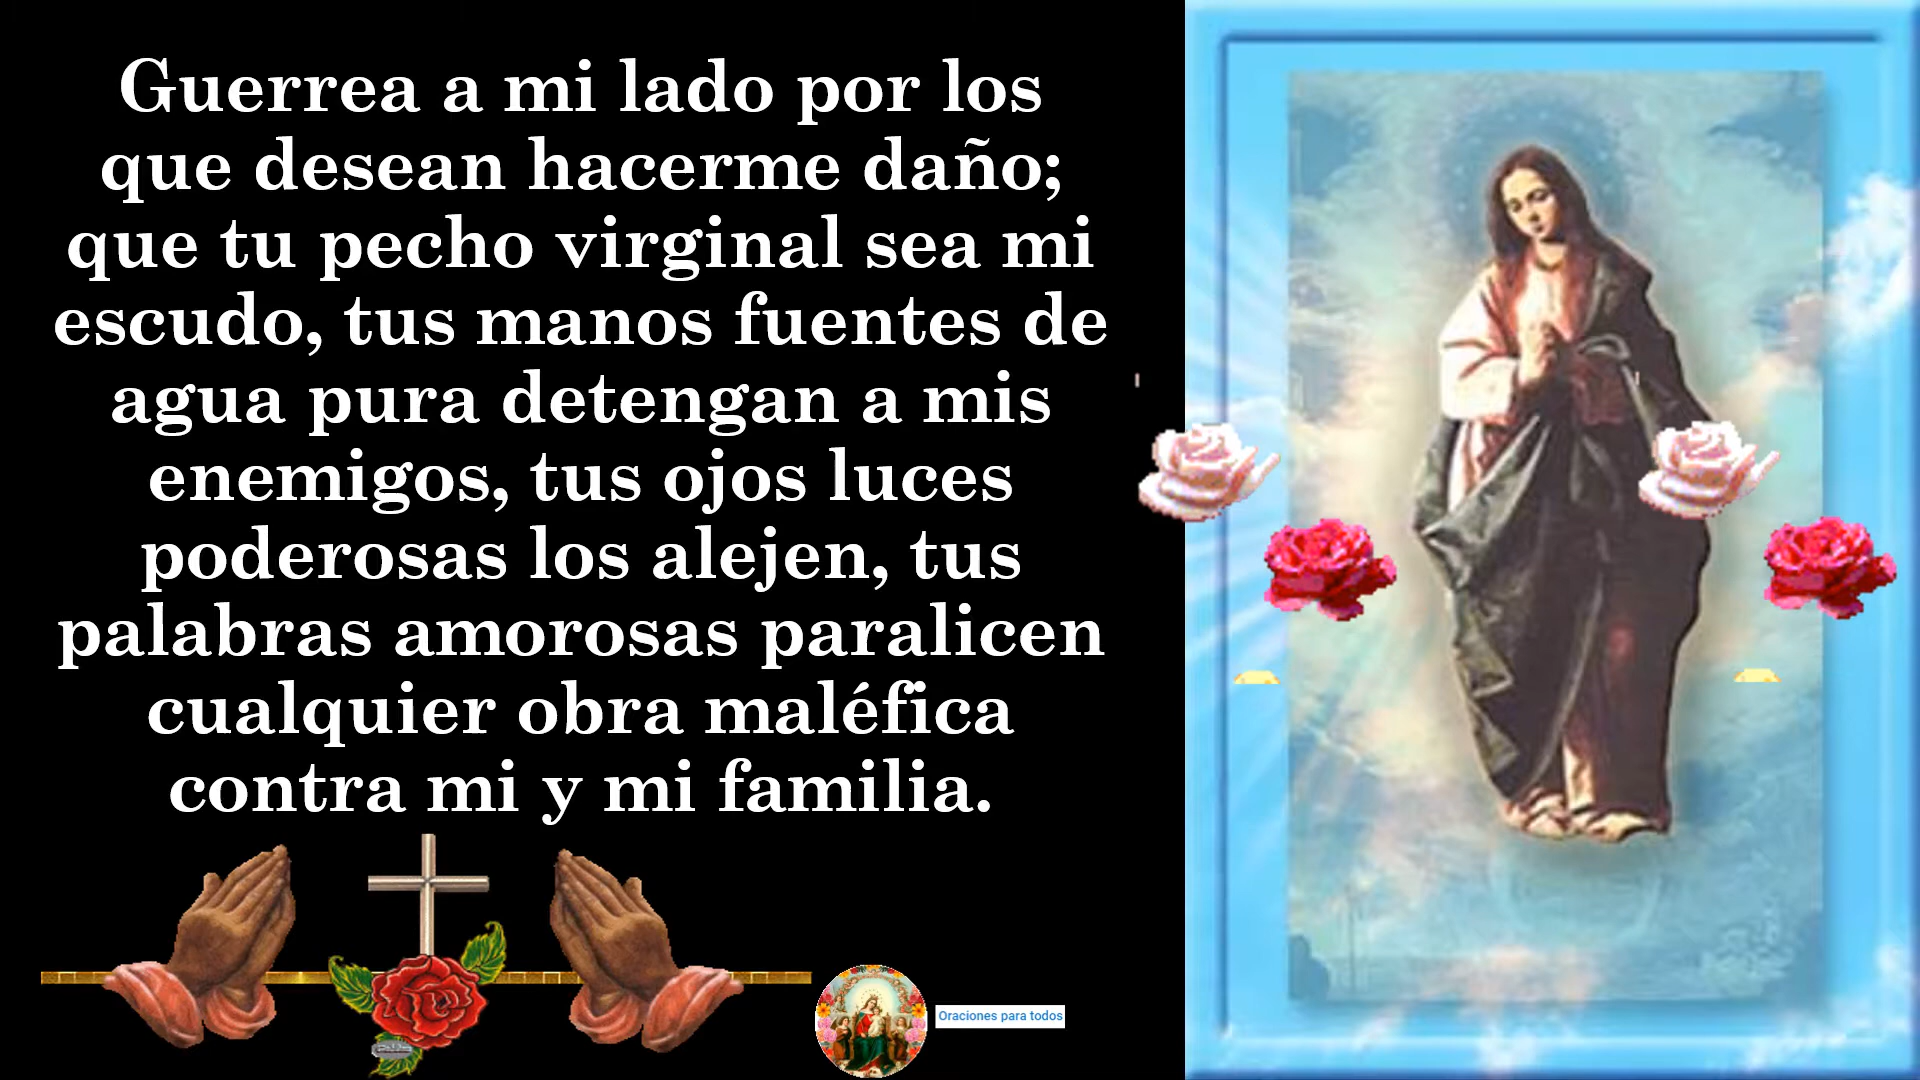 Guerrea a mi lado por los
que desean hacerme daño;
que tu pecho virginal sea mi
escudo, tus manos fuentes de
agua pura detengan a mis
enemigos, tus ojos luces
poderosas los alejen, tus
palabras amorosas paralicen
cualquier obra maléfica
contra mi y mi familia.
Oraciones para todos